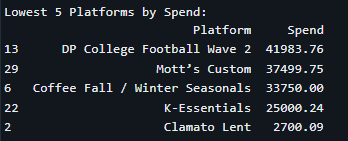 Lowest 5 Platforms by Spend:
Platform Spend
13 DP College Football Wave 2 41983.76
29 Mott’s Custom 37499.75
6 Coffee Fall / Winter Seasonals 33750.00
22 K-Essentials 25000.24
2 Clamato Lent 2700.09